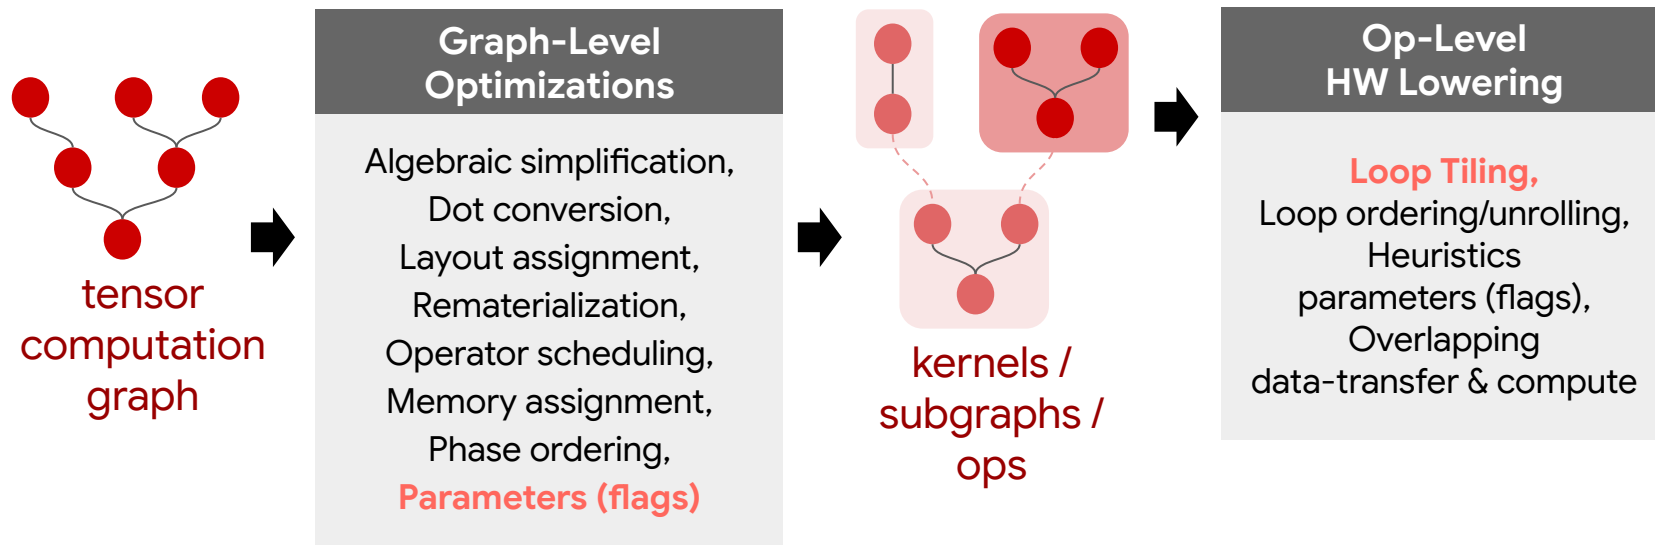 tensor
computation
graph
Graph-Level
Optimizations
Algebraic simplification,
Dot conversion,
Layout assignment,
Rematerialization,
Operator scheduling,
Memory assignment,
Phase ordering,
Parameters (flags)
kernels /
subgraphs /
ops
Op-Level
HW Lowering
Loop Tiling,
Loop ordering/unrolling,
Heuristics
parameters (flags),
Overlapping
data-transfer & compute